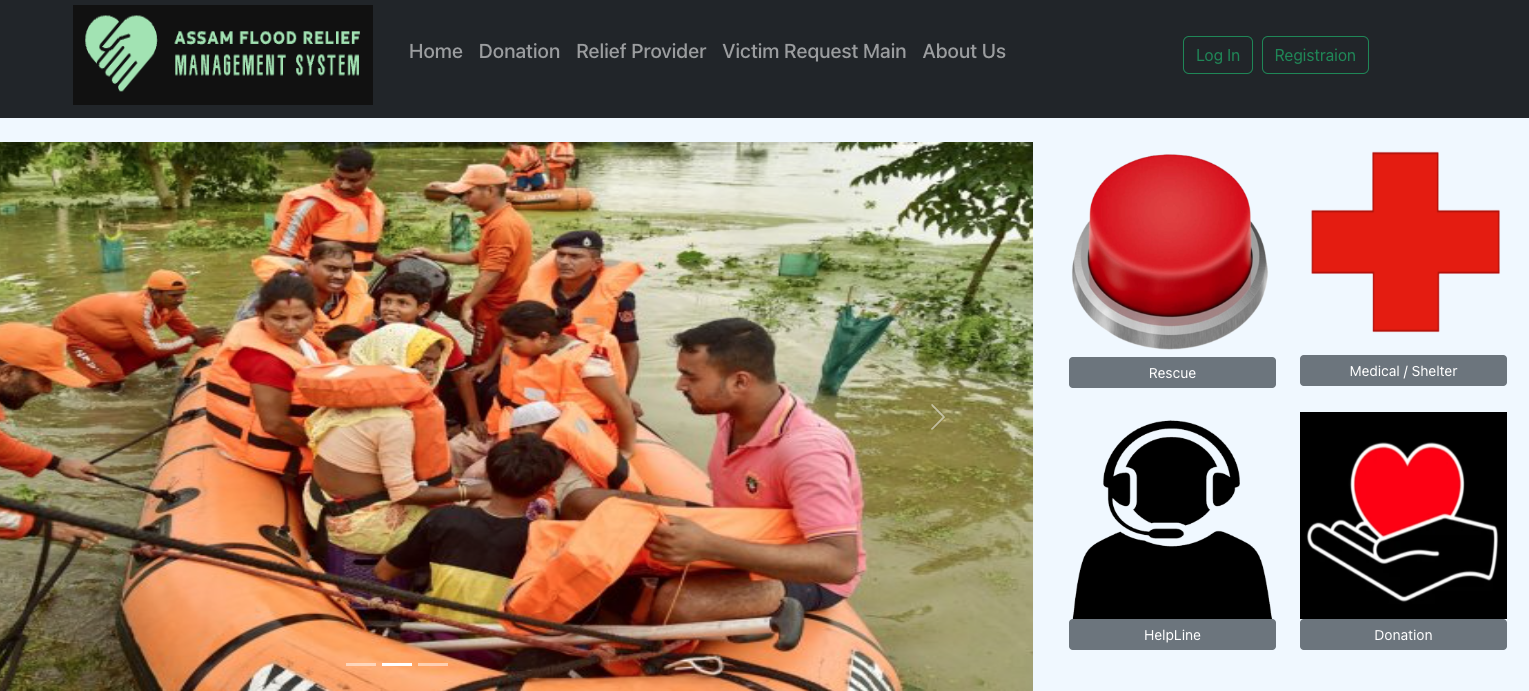 ASSAM FLOOD RELIEF
MANAGEMENT SYSTEM
Home Donation Relief Provider Victim Request Main About Us
Log In Registraion
Rescue
Medical / Shelter
HelpLine
Donation